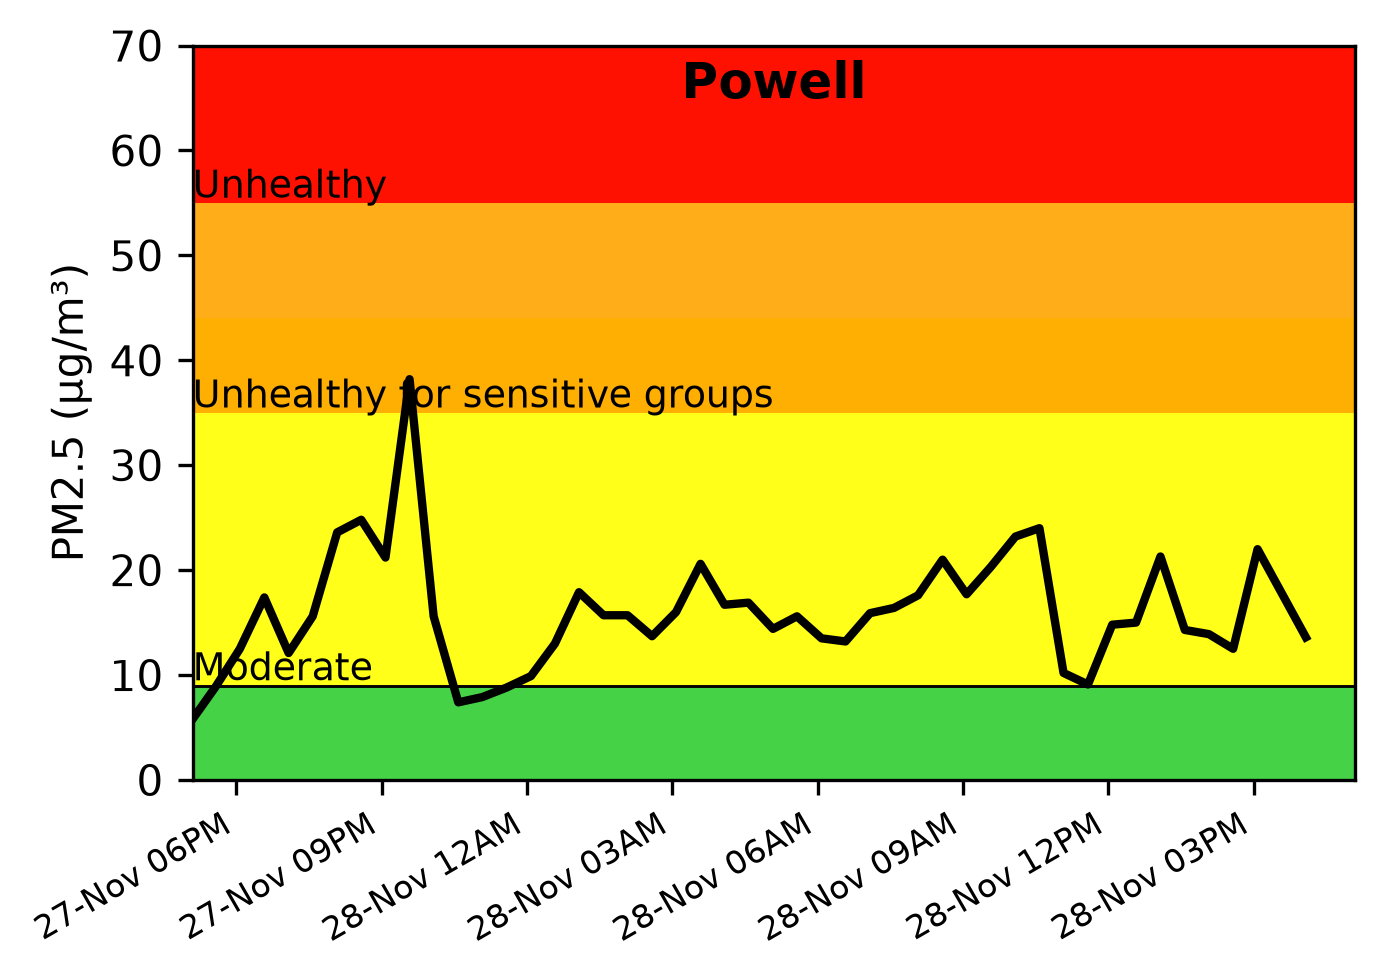 Powell
70
60
50
40
30
20
10
0
PM2.5 (µg/m³)
Unhealthy
Unhealthy for sensitive groups
Moderate
27-Nov 06PM
27-Nov 09PM
28-Nov 12AM
28-Nov 03AM
28-Nov 06AM
28-Nov 09AM
28-Nov 12PM
28-Nov 03PM